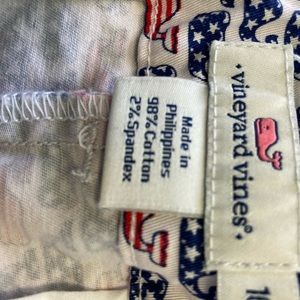 Made in
Philippines
98% Cotton
2% Spandex
vineyard vines®